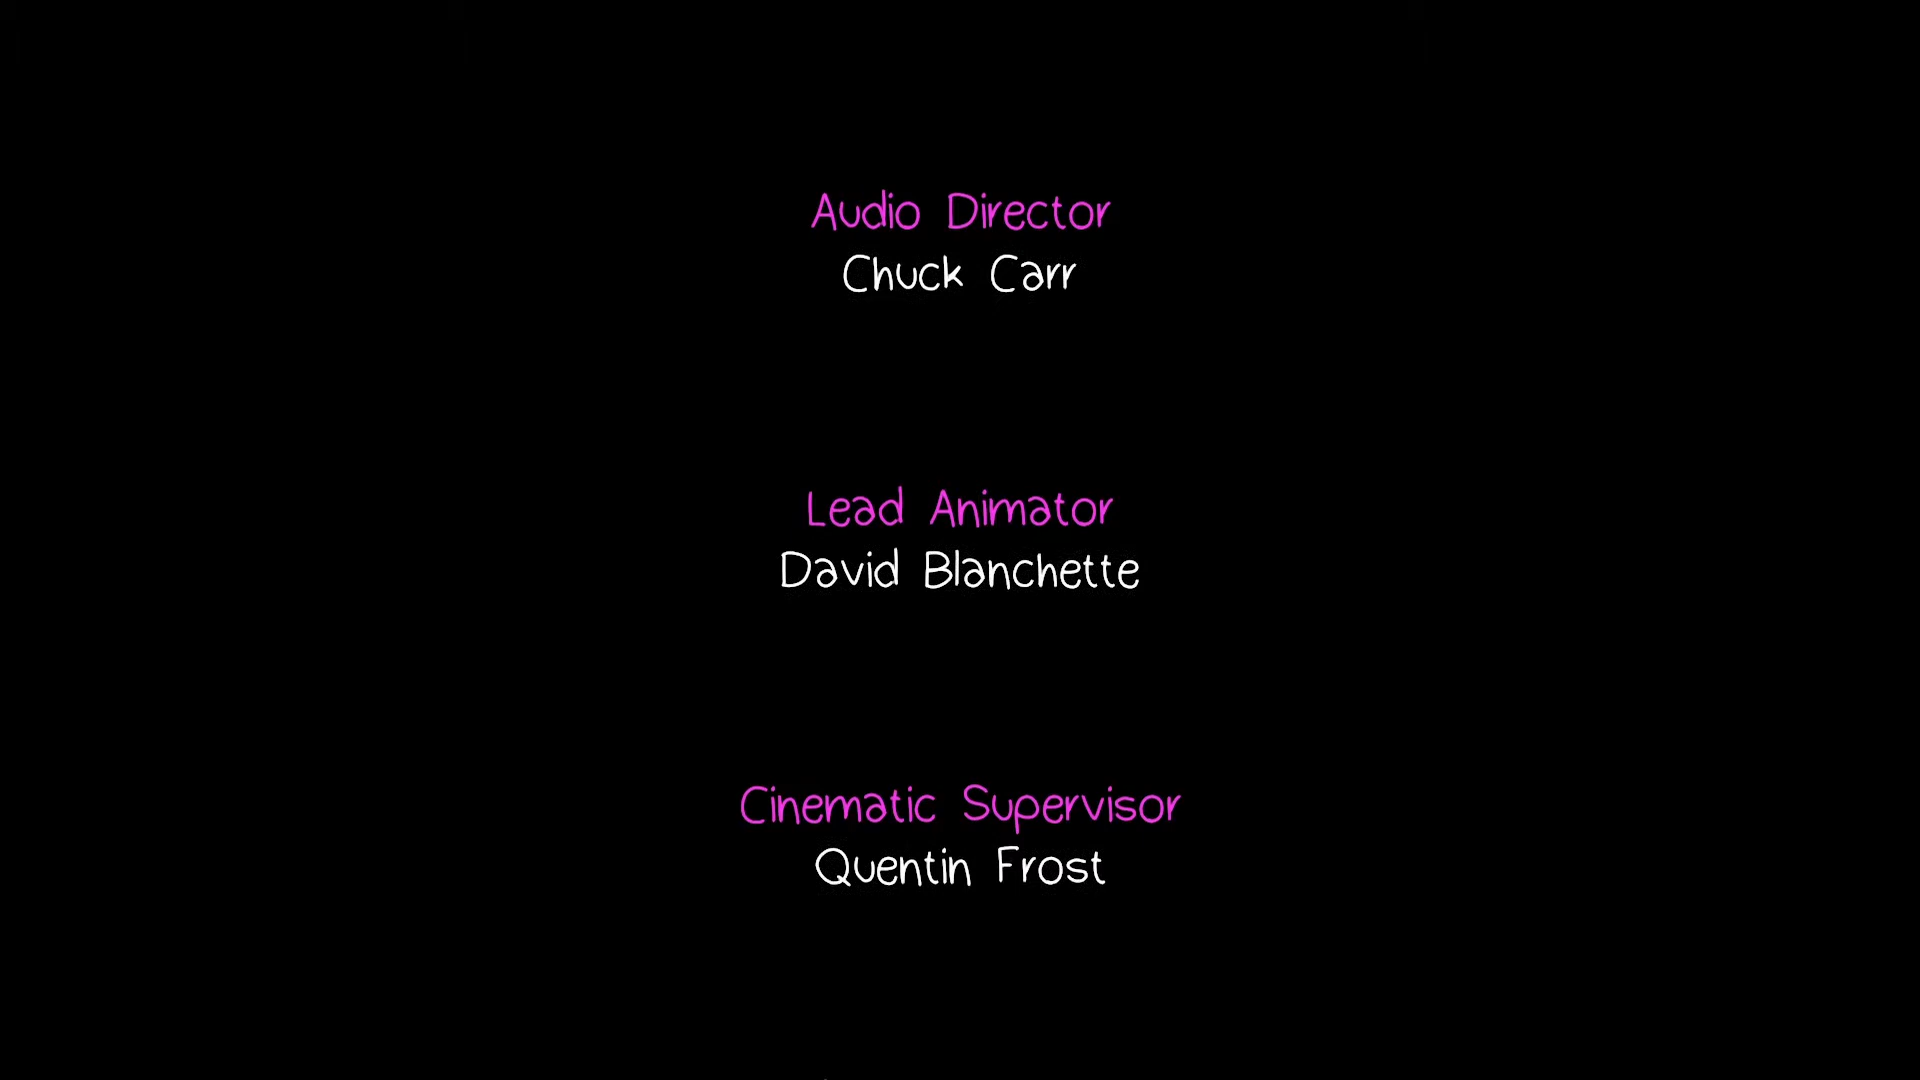 Audio Director
Chuck Carr
Lead Animator
David Blanchette
Cinematic Supervisor
Quentin Frost